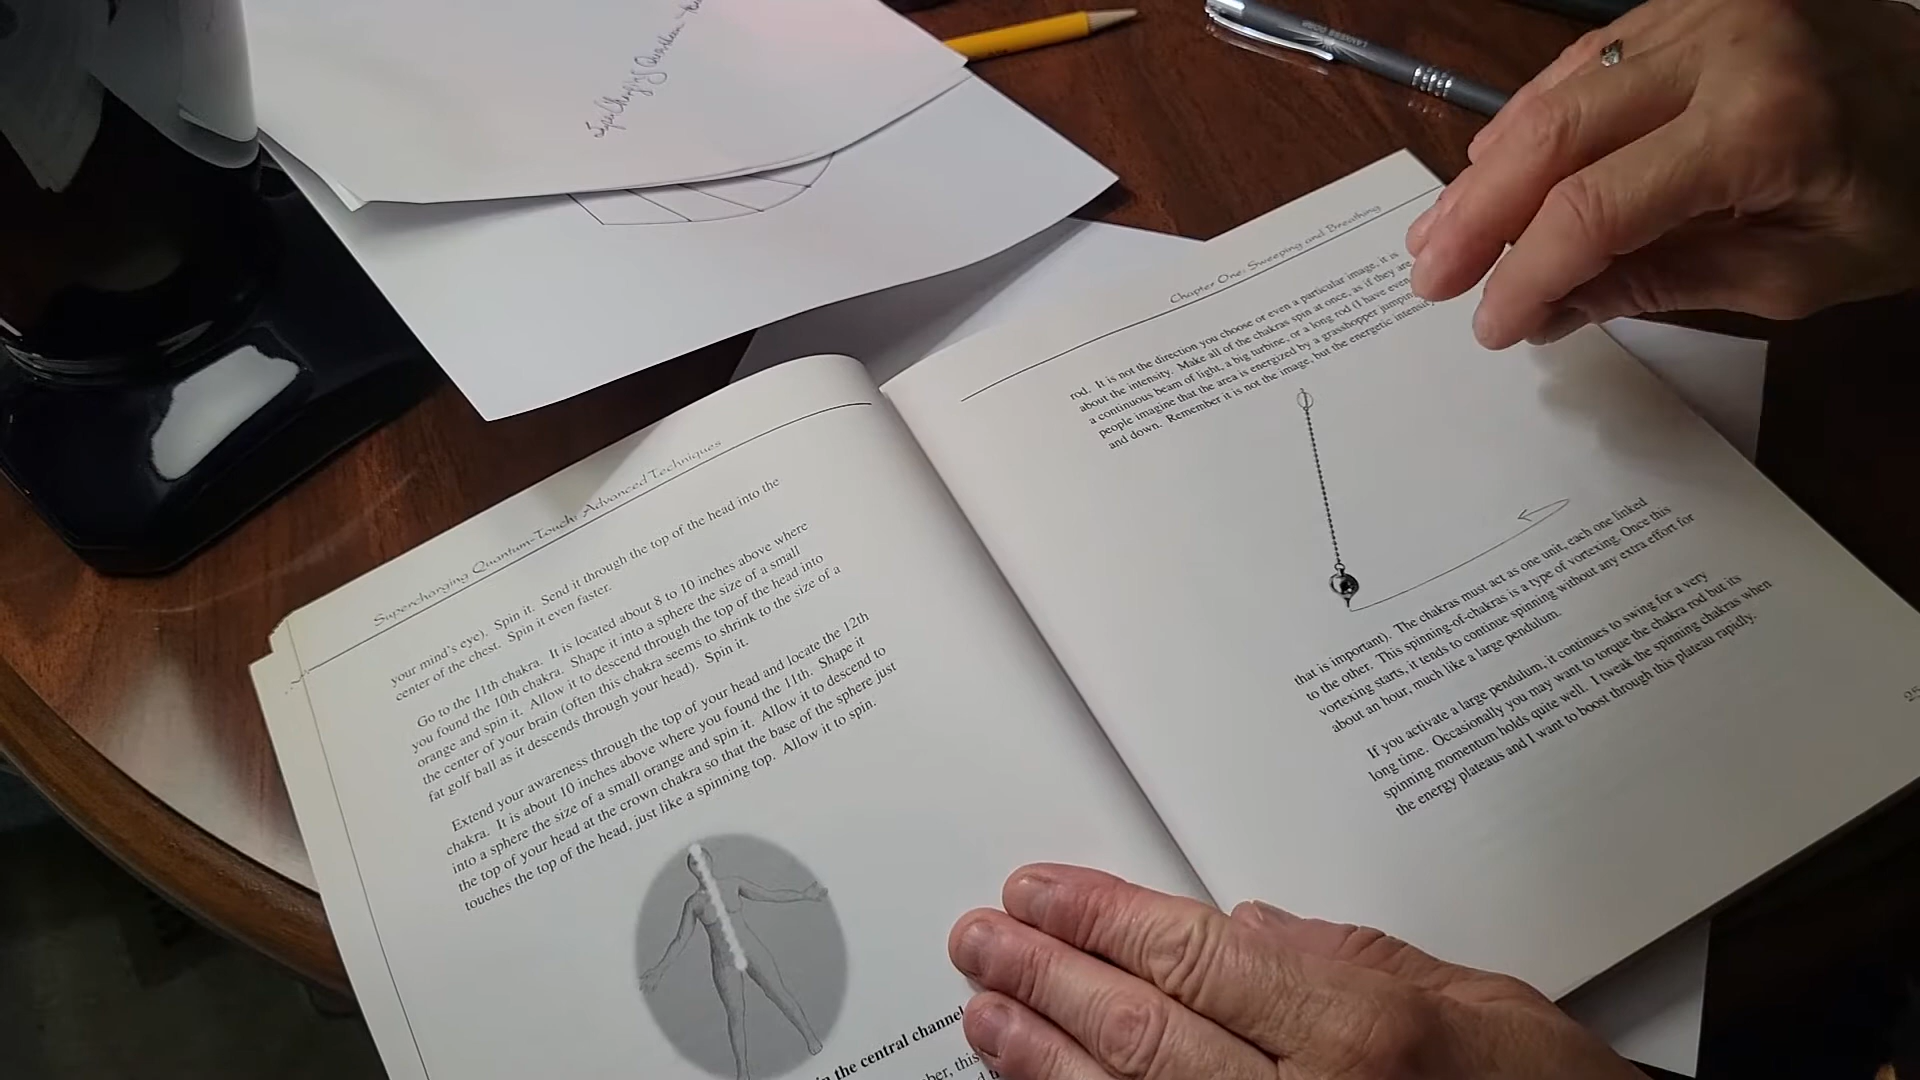 Supercharging Quantum-Touch: Advanced Techniques
your mind's eye). Spin it. Send it through the top of the head into the
center of the chest. Spin it even faster.
Go to the 11th chakra. It is located about 8 to 10 inches above where
you found the 10th chakra. Shape it into a sphere the size of a small
orange and spin it. Allow it to descend through the top of the head into
the center of your brain (often this chakra seems to shrink to the size of a
fat golf ball as it descends through your head). Spin it.
Extend your awareness through the top of your head and locate the 12th
chakra. It is about 10 inches above where you found the 11th. Shape it
into a sphere the size of a small orange and spin it. Allow it to descend to
the top of your head at the crown chakra so that the base of the sphere just
touches the top of the head, just like a spinning top. Allow it to spin.
the central channel
this
Chapter One: Sweeping and Breathing
rod. It is not the direction you choose or even a particular image, it is
about the intensity. Make all of the chakras spin at once, as if they are
a continuous beam of light, a big turbine, or a long rod (I have even
people imagine that the area is energized by a grasshopper jumping
and down. Remember it is not the image, but the energetic intensity
that is important). The chakras must act as one unit, each one linked
to the other. This spinning-of-chakras is a type of vortexing. Once this
vortexing starts, it tends to continue spinning without any extra effort for
about an hour, much like a large pendulum.
If you activate a large pendulum, it continues to swing for a very
long time. Occasionally you may want to torque the chakra rod but its
spinning momentum holds quite well. I tweak the spinning chakras when
the energy plateaus and I want to boost through this plateau rapidly.